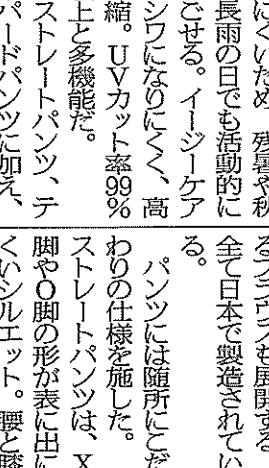 にくいため、残暑や秋
長雨の日でも活動的に
ごせる。イージーケア
シワになりにくく、高
縮。UVカット率99%
上と多機能だ。
ストレートパンツ、テ
パードパンツに加え、
るブラウスも展開する
全て日本で製造されてい
る。
パンツには随所にこだ
わりの仕様を施した。
ストレートパンツは、X
脚やO脚の形が表に出に
くいシルエット。腰と膝